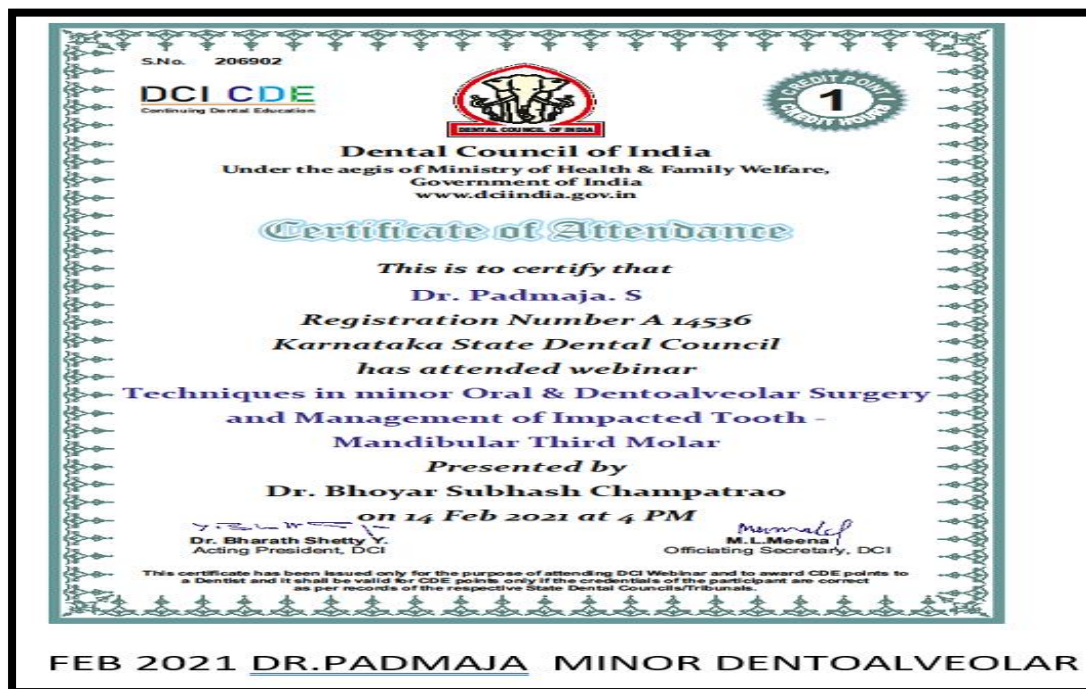 S.No. 206902
DCI CDE
Continuing Dental Education
DENTAL COUNCIL OF INDIA
CREDIT POINT
1
CREDIT HOURS
Dental Council of India
Under the aegis of Ministry of Health & Family Welfare,
Government of India
www.dciindia.gov.in
Certificate of Attendance
This is to certify that
Dr. Padmaja. S
Registration Number A 14536
Karnataka State Dental Council
has attended webinar
Techniques in minor Oral & Dentoalveolar Surgery
and Management of Impacted Tooth -
Mandibular Third Molar
Presented by
Dr. Bhoyar Subhash Champatrao
on 14 Feb 2021 at 4 PM
Dr. Bharath Shetty Y.
Acting President, DCI
M.L.Meena
Officiating Secretary, DCI
This certificate has been issued only for the purpose of attending DCI Webinar and to award CDE points to
a Dentist and it shall be valid for CDE points only if the credentials of the participant are correct
as per records of the respective State Dental Councils/Tribunals.
FEB 2021 DR.PADMAJA MINOR DENTOALVEOLAR